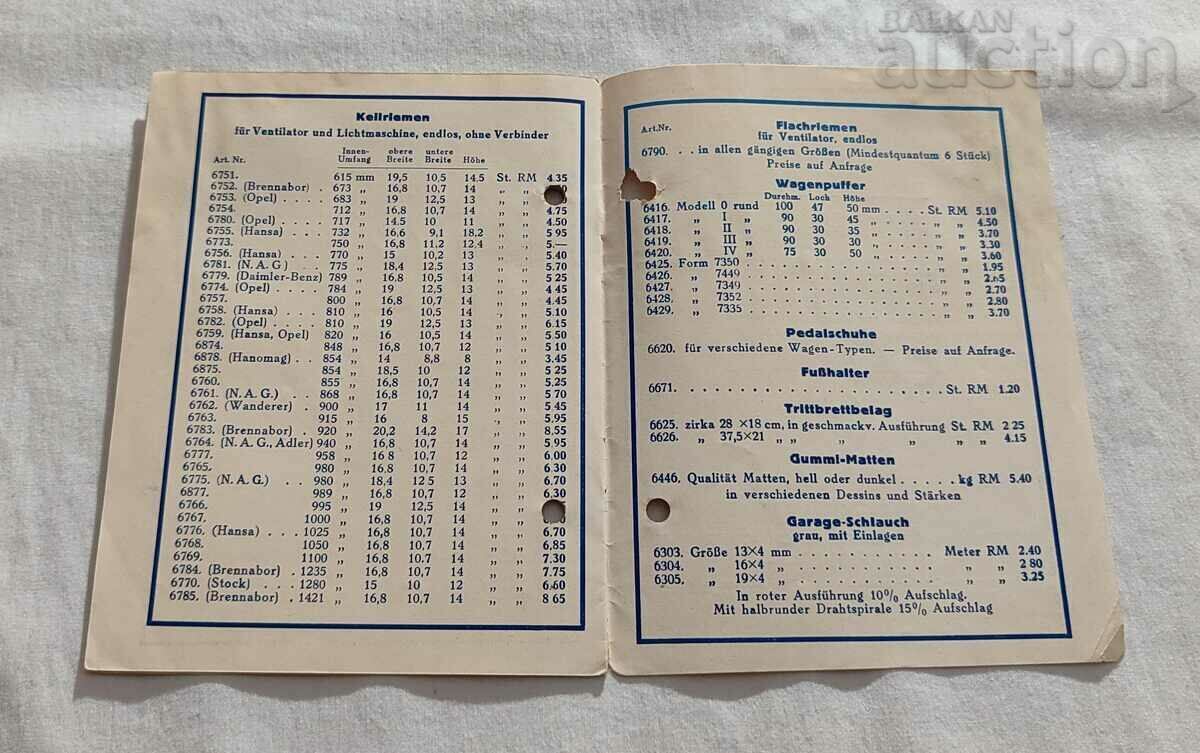 BALKAN
auction
Keilriemen
für Ventilator und Lichtmaschine, endlos, ohne Verbinder
Art. Nr. Innen-Umfang obere Breite untere Breite Höhe
6751. 615 mm 19,5 10,5 14.5 St. RM 4.35
6752. (Brennabor) . 673 „ 16,8 10,7 14 „ „
6753. (Opel) . . . . 683 „ 19 12,5 13 „ „
6754. 712 „ 16,8 10,7 14 „ „ 4.75
6780. (Opel) . . . . 717 „ 14.5 10 11 „ „ 4.50
6755. (Hansa) . . . 732 „ 16.6 9,1 18,2 „ „ 5 95
6773. 750 „ 16,8 11,2 12,4 „ „ 5.—
6756. (Hansa) . . . 770 „ 15 10,2 13 „ „ 5.40
6781. (N. A. G) . . 775 „ 18,4 12,5 13 „ „ 5.70
6779. (Daimler-Benz) 789 „ 16.8 10.5 14 „ „ 5 25
6774. (Opel) . . . . 784 „ 19 12,5 13 „ „ 4.45
6757. 800 „ 16,8 10,7 14 „ „ 4.45
6758. (Hansa) . . . 810 „ 16 10,5 14 „ „ 5.10
6782. (Opel) . . . . 810 „ 19 12,5 13 „ „ 6.15
6759. (Hansa, Opel) 820 „ 16 10,5 14 „ „ 5.50
6874. 848 „ 16,8 10,7 12 „ „ 5 10
6878. (Hanomag) . . 854 „ 14 8,8 8 „ „ 3.45
6875. 854 „ 18,5 10 12 „ „ 5 25
6760. 855 „ 16,8 10,7 14 „ „ 5.25
6761. (N. A. G.) . . 868 „ 16,8 10,7 14 „ „ 5 70
6762. (Wanderer) . 900 „ 17 11 14 „ „ 5.45
6763. 915 „ 16 8 15 „ „ 5.95
6783. (Brennabor) . 920 „ 20,2 14,2 17 „ „ 8.55
6764. (N. A. G., Adler) 940 „ 16,8 10,7 14 „ „ 5.95
6777. 958 „ 16.8 10.7 12 „ „ 6.00
6765. 980 „ 16,8 10,7 14 „ „ 6.30
6775. (N. A. G.) . . 980 „ 18,4 12 5 13 „ „ 6.70
6877. 989 „ 16,8 10,7 12 „ „ 6.30
6766. 995 „ 19 12,5 14 „ „
6767. 1000 „ 16,8 10,7 14 „ „
6776. (Hansa) . . . 1025 „ 16,8 10,7 14 „ „ 6.70
6768. 1050 „ 16,8 10,7 14 „ „ 6,85
6769. 1100 „ 16,8 10,7 14 „ „ 7.30
6784. (Brennabor) . 1235 „ 16,8 10,7 14 „ „ 7.75
6770. (Stock) . . . 1280 „ 15 10 12 „ „ 6.60
6785. (Brennabor) . 1421 „ 16,8 10,7 14 „ „ 8 65
Art.Nr. Flachriemen
für Ventilator, endlos
6790. . . in allen gängigen Größen (Mindestquantum 6 Stück)
Preise auf Anfrage
Wagenpuffer
Durchm. Loch Höhe
6416. Modell 0 rund 100 47 50 mm . . . . St. RM 5.10
6417. „ I „ 90 30 45 „ . . . . „ „ 4.50
6418. „ II „ 90 30 35 „ . . . . „ „ 3.70
6419. „ III „ 90 30 30 „ . . . . „ „ 3.30
6420. „ IV „ 75 30 50 „ . . . . „ „ 3.60
6425. Form 7350 . . . . . . . . . . „ „ 1.95
6426. „ 7449 . . . . . . . . . . „ „
6427. „ 7349 . . . . . . . . . . „ „ 2.70
6428. „ 7352 . . . . . . . . . . „ „ 2.80
6429. „ 7335 . . . . . . . . . . „ „ 3.70
Pedalschuhe
6620. für verschiedene Wagen-Typen. — Preise auf Anfrage.
Fußhalter
6671. . . . . . . . . . . . . . . . St. RM 1.20
Trittbrettbelag
6625. zirka 28 ×18 cm, in geschmackv. Ausführung St. RM 2 25
6626. „ 37,5×21 „ „ „ „ „ „ 4.15
Gummi-Matten
6446. Qualität Matten, hell oder dunkel . . . . . kg RM 5.40
in verschiedenen Dessins und Stärken
Garage-Schlauch
grau, mit Einlagen
6303. Größe 13×4 mm . . . . . . . . . . Meter RM 2.40
6304. „ 16×4 „ . . . . . . . . . . „ „ 2 80
6305. „ 19×4 „ . . . . . . . . . . „ „ 3.25
In roter Ausführung 10% Aufschlag.
Mit halbrunder Drahtspirale 15% Aufschlag